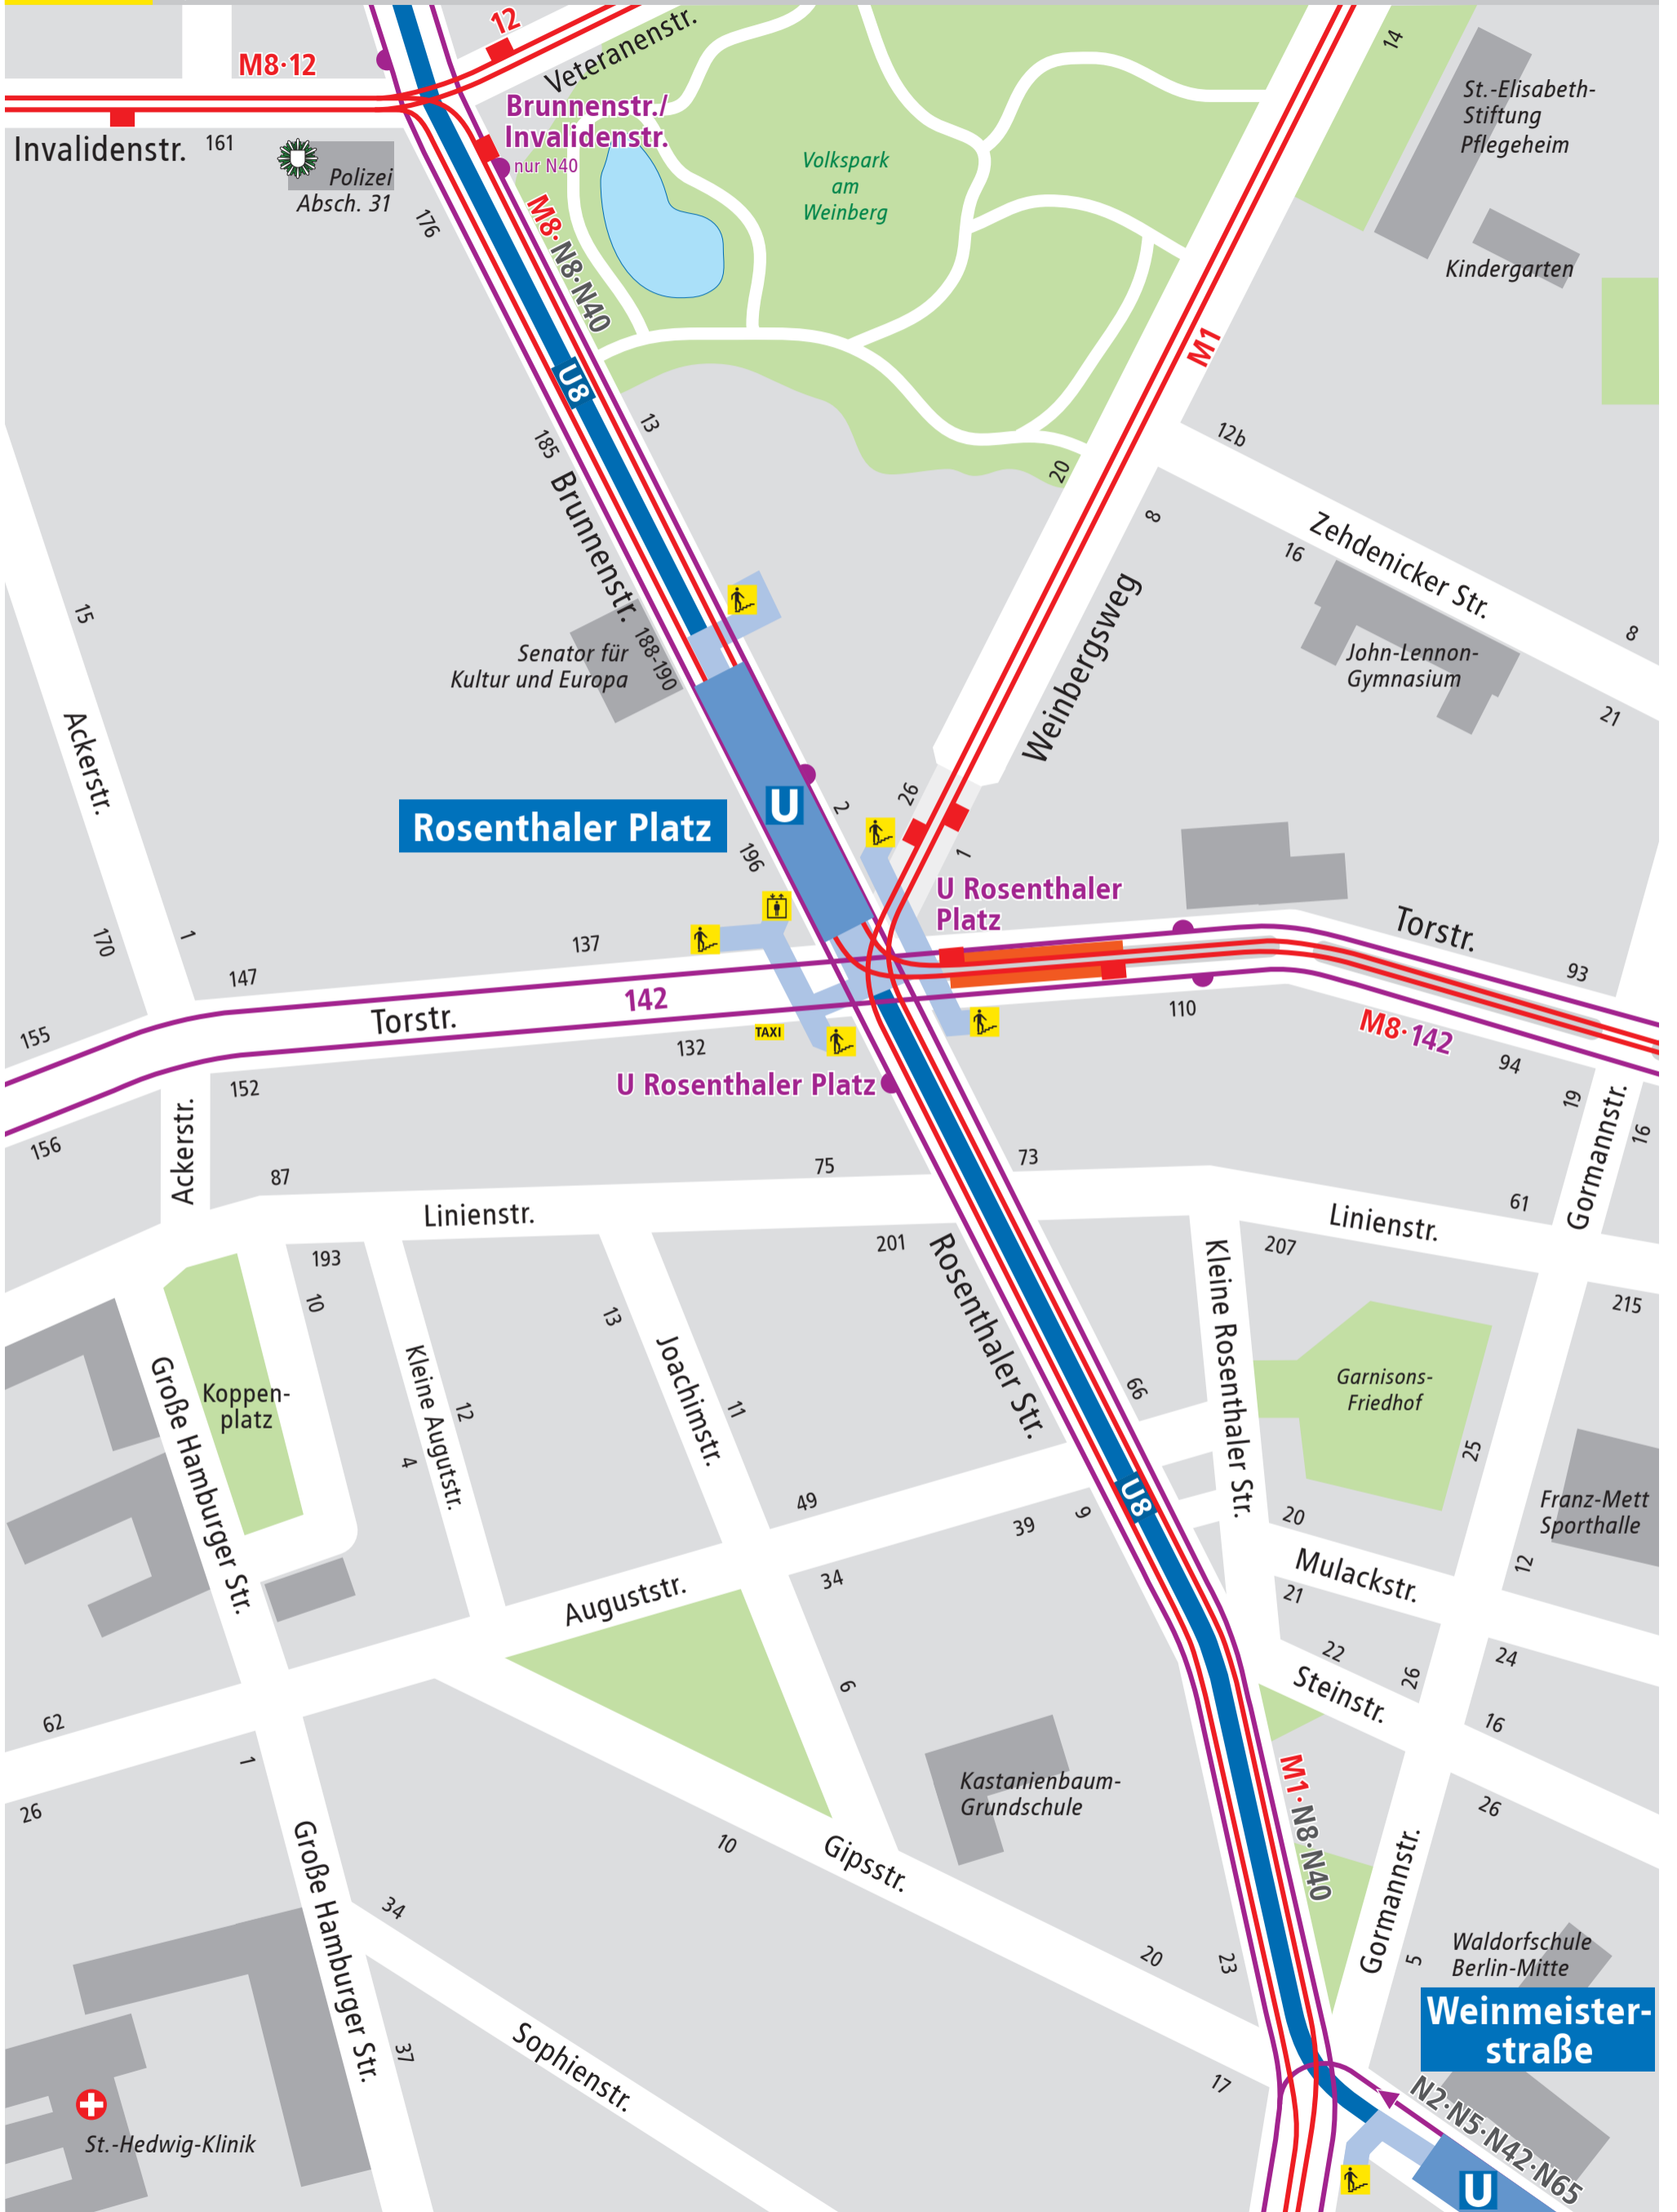 12
Veteranenstr.
M8·12
14
St.-Elisabeth-
Stiftung
Pflegeheim
Brunnenstr./
Invalidenstr.
nur N40
Invalidenstr.
161
Polizei
Absch. 31
Volkspark
am
Weinberg
176
M8·N8·N40
Kindergarten
M1
U8
13
185
12b
20
Brunnenstr.
8
Zehdenicker Str.
16
15
Weinbergsweg
8
188-190
Senator für
Kultur und Europa
John-Lennon-
Gymnasium
21
Ackerstr.
Rosenthaler Platz
U
2
26
196
1
U Rosenthaler
Platz
170
1
137
147
Torstr.
93
142
Torstr.
155
TAXI
132
110
M8·142
94
152
U Rosenthaler Platz
19
Gormannstr.
16
156
Ackerstr.
87
75
73
61
Linienstr.
Linienstr.
193
201
Rosenthaler Str.
Kleine Rosenthaler Str.
207
10
13
215
Große Hamburger Str.
Koppen-
platz
Kleine Augutstr.
12
4
Joachimstr.
11
66
Garnisons-
Friedhof
25
49
39
9
U8
20
Franz-Mett
Sporthalle
12
Mulackstr.
34
21
Auguststr.
22
24
26
Steinstr.
6
62
16
1
M1·N8·N40
Kastanienbaum-
Grundschule
26
26
10
Gipsstr.
Große Hamburger Str.
Gormannstr.
34
20
23
5
Waldorfschule
Berlin-Mitte
Weinmeister-
straße
Sophienstr.
37
17
N2·N5·N42·N65
St.-Hedwig-Klinik
U